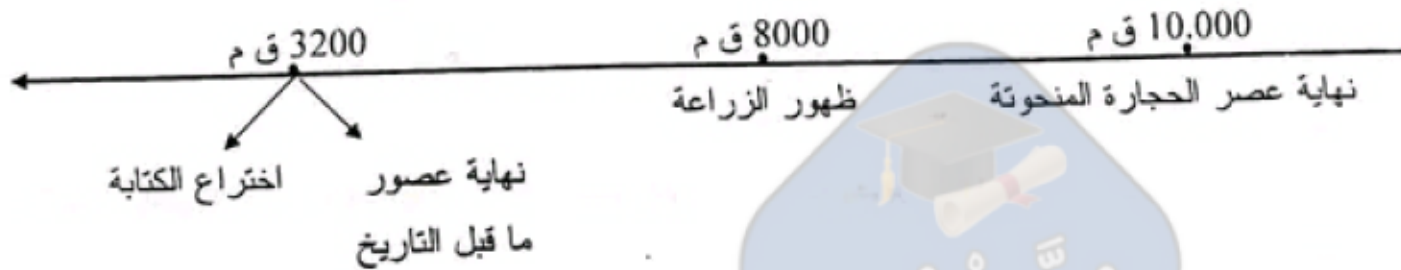 10,000 ق م
8000 ق م
3200 ق م
نهاية عصر الحجارة المنحوتة
ظهور الزراعة
نهاية عصور
ما قبل التاريخ
اختراع الكتابة